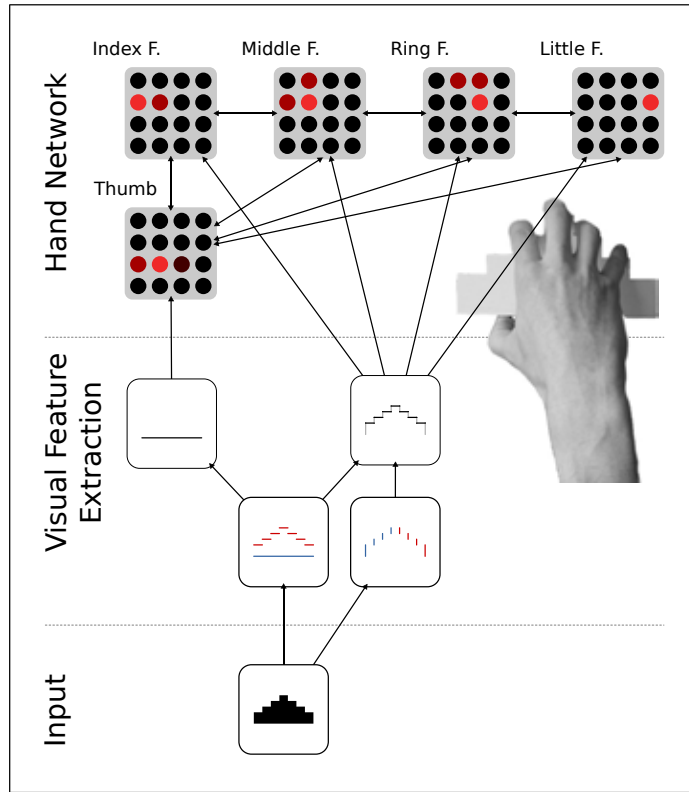 Index F.
Middle F.
Ring F.
Little F.
Thumb
Hand Network
Visual Feature
Extraction
Input